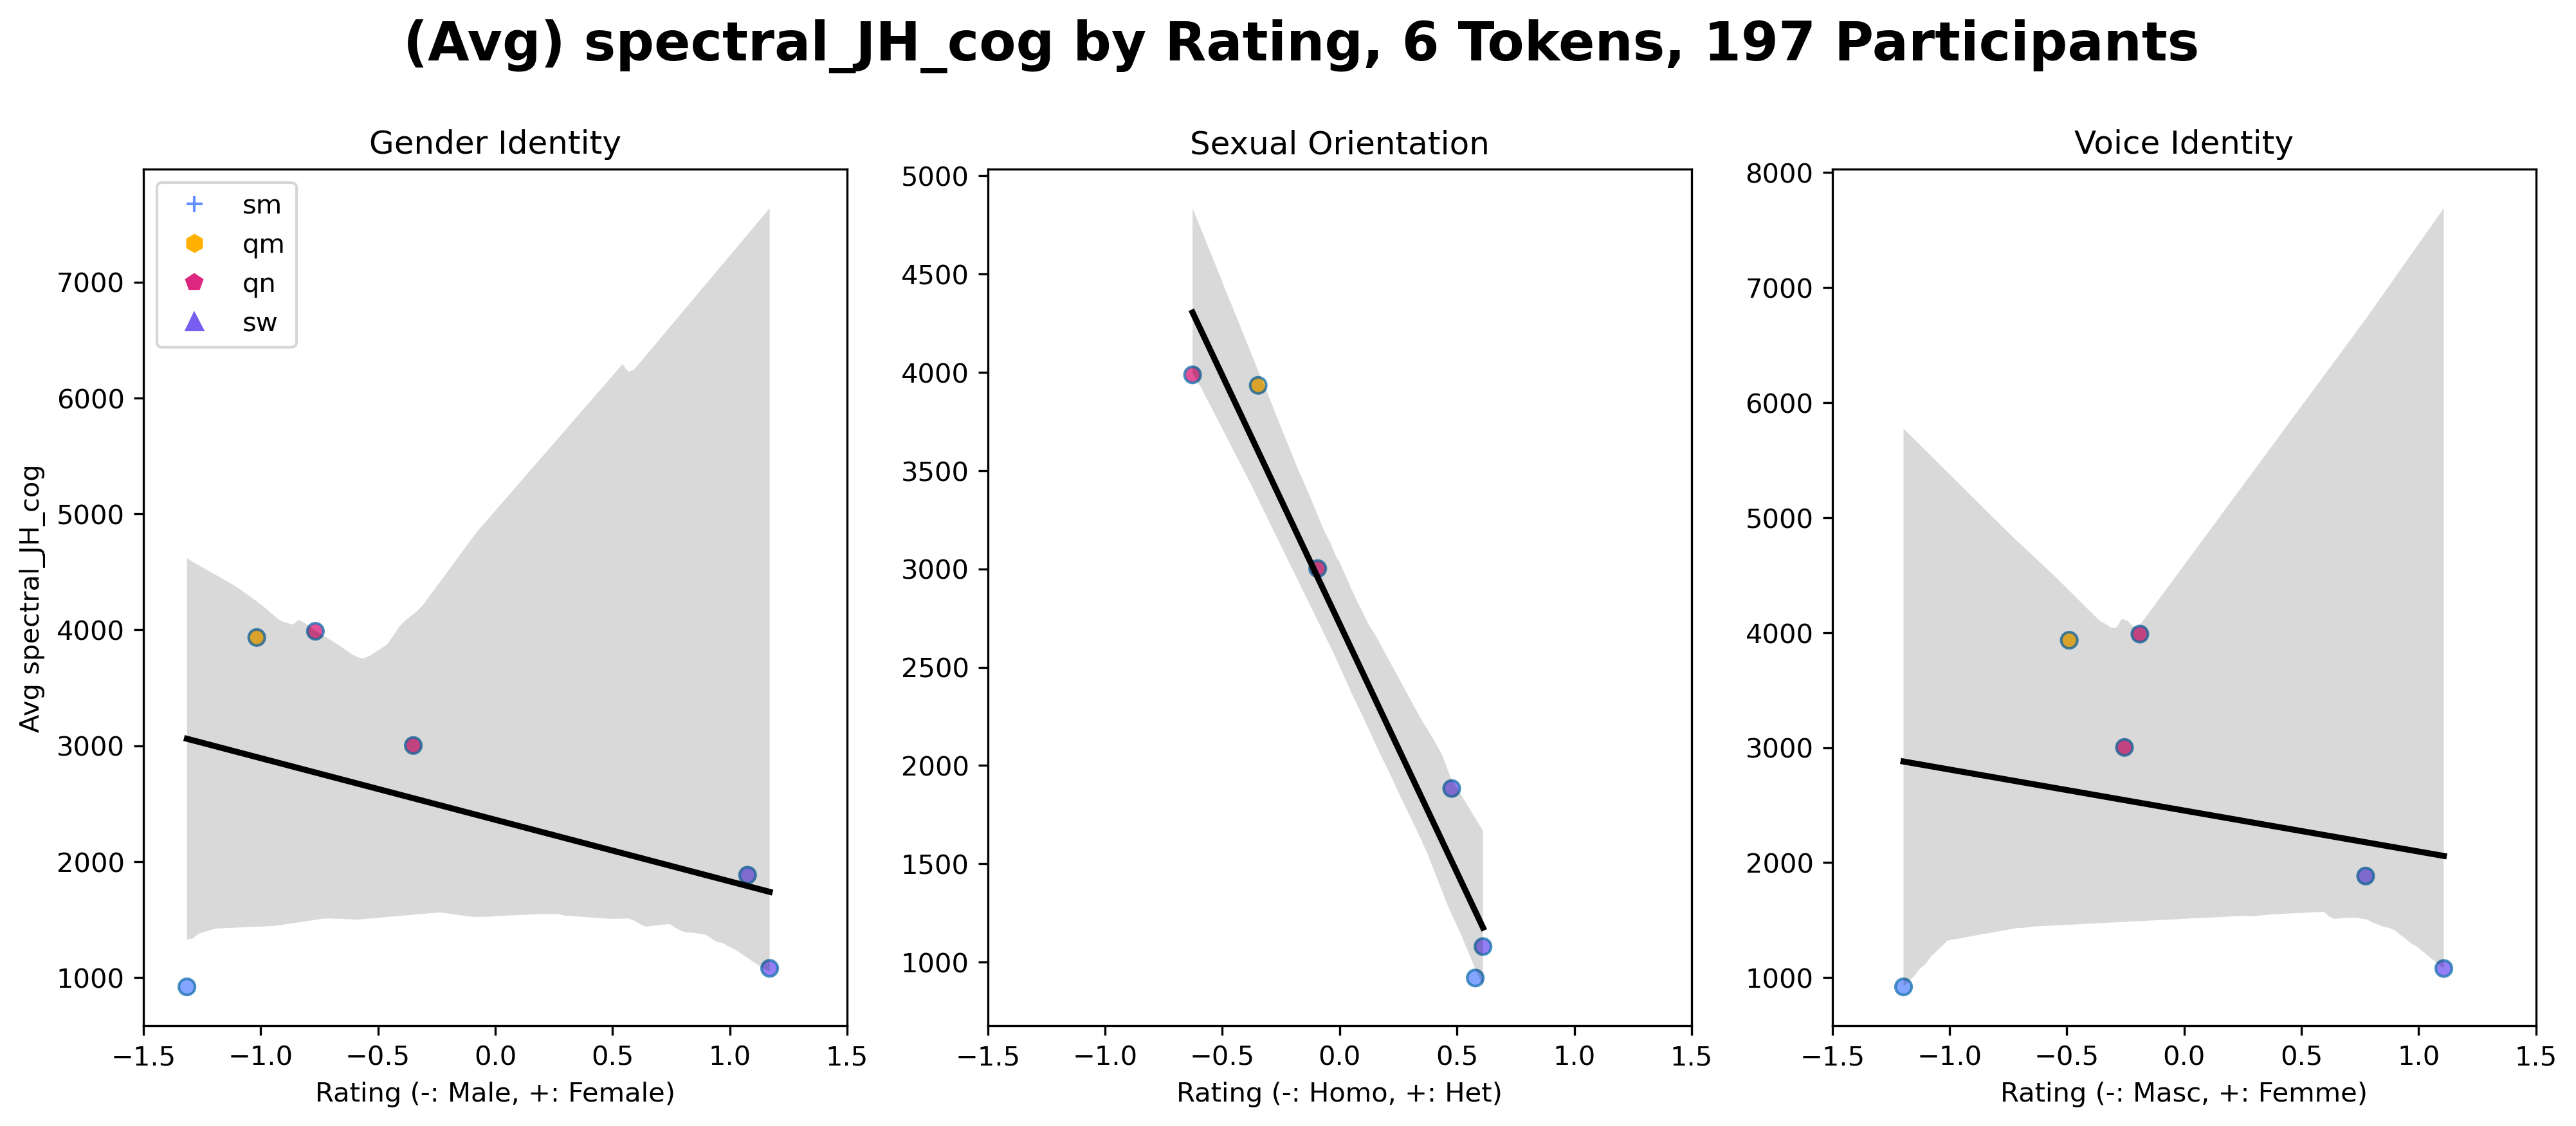 (Avg) spectral_JH_cog by Rating, 6 Tokens, 197 Participants
Gender Identity
sm
qm
qn
sw
Avg spectral_JH_cog
7000
6000
5000
4000
3000
2000
1000
−1.5 −1.0 −0.5 0.0 0.5 1.0 1.5
Rating (-: Male, +: Female)
Sexual Orientation
5000
4500
4000
3500
3000
2500
2000
1500
1000
−1.5 −1.0 −0.5 0.0 0.5 1.0 1.5
Rating (-: Homo, +: Het)
Voice Identity
8000
7000
6000
5000
4000
3000
2000
1000
−1.5 −1.0 −0.5 0.0 0.5 1.0 1.5
Rating (-: Masc, +: Femme)